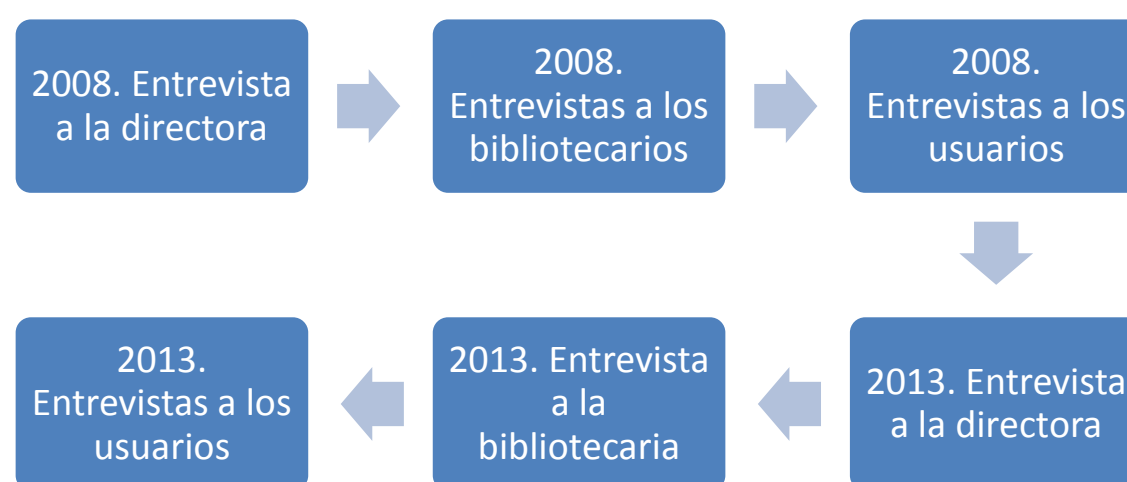 2008. Entrevista
a la directora
2008.
Entrevistas a los
bibliotecarios
2008.
Entrevistas a los
usuarios
2013. Entrevista
a la directora
2013. Entrevista
a la
bibliotecaria
2013.
Entrevistas a los
usuarios